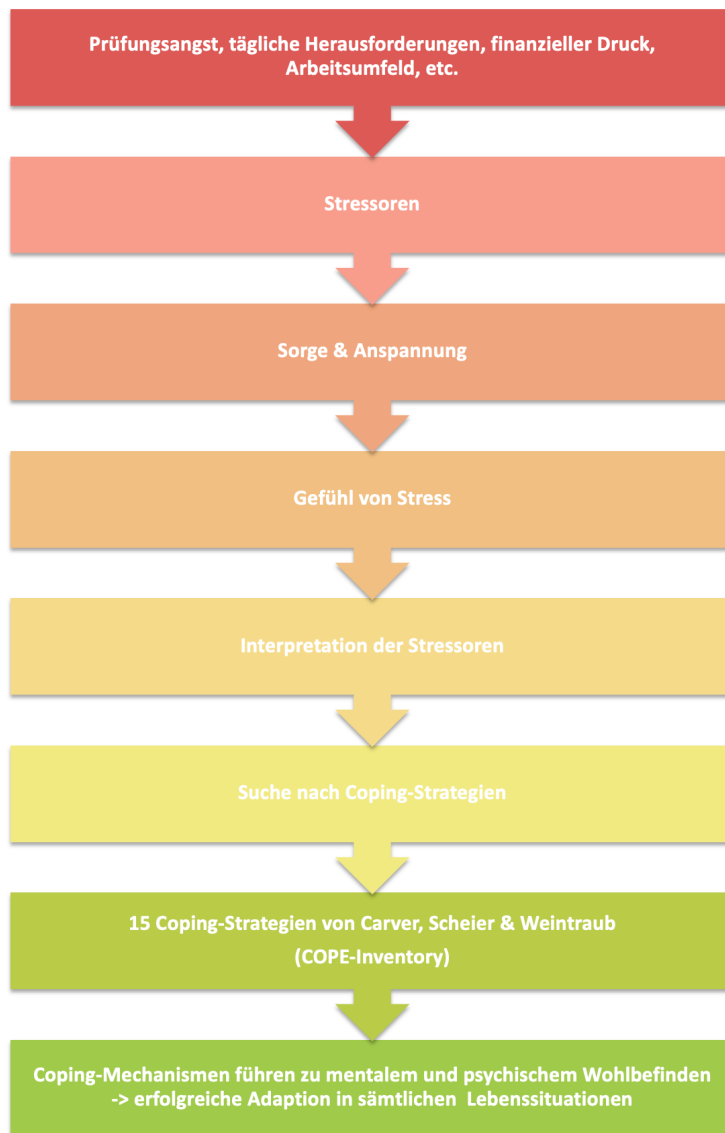 Prüfungsangst, tägliche Herausforderungen, finanzieller Druck,
Arbeitsumfeld, etc.
Stressoren
Sorge & Anspannung
Gefühl von Stress
Interpretation der Stressoren
Suche nach Coping-Strategien
15 Coping-Strategien von Carver, Scheier & Weintraub
(COPE-Inventory)
Coping-Mechanismen führen zu mentalem und psychischem Wohlbefinden
-> erfolgreiche Adaption in sämtlichen Lebenssituationen